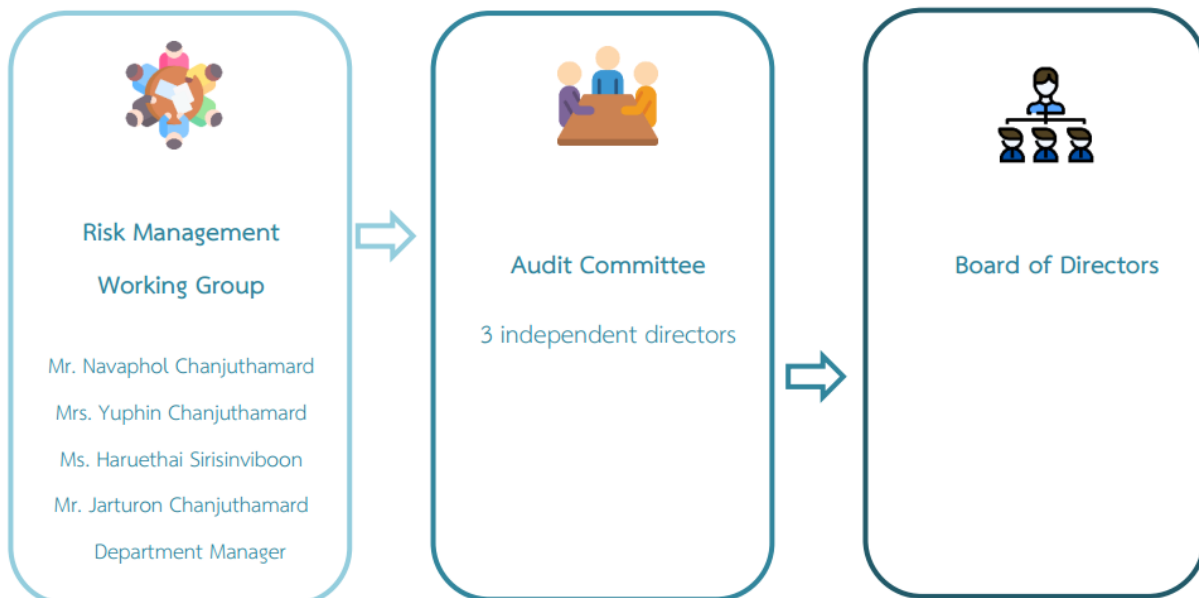 Risk Management
Working Group
Mr. Navaphol Chanjuthamard
Mrs. Yuphin Chanjuthamard
Ms. Haruethai Sirisinviboon
Mr. Jarturon Chanjuthamard
Department Manager
Audit Committee
3 independent directors
Board of Directors